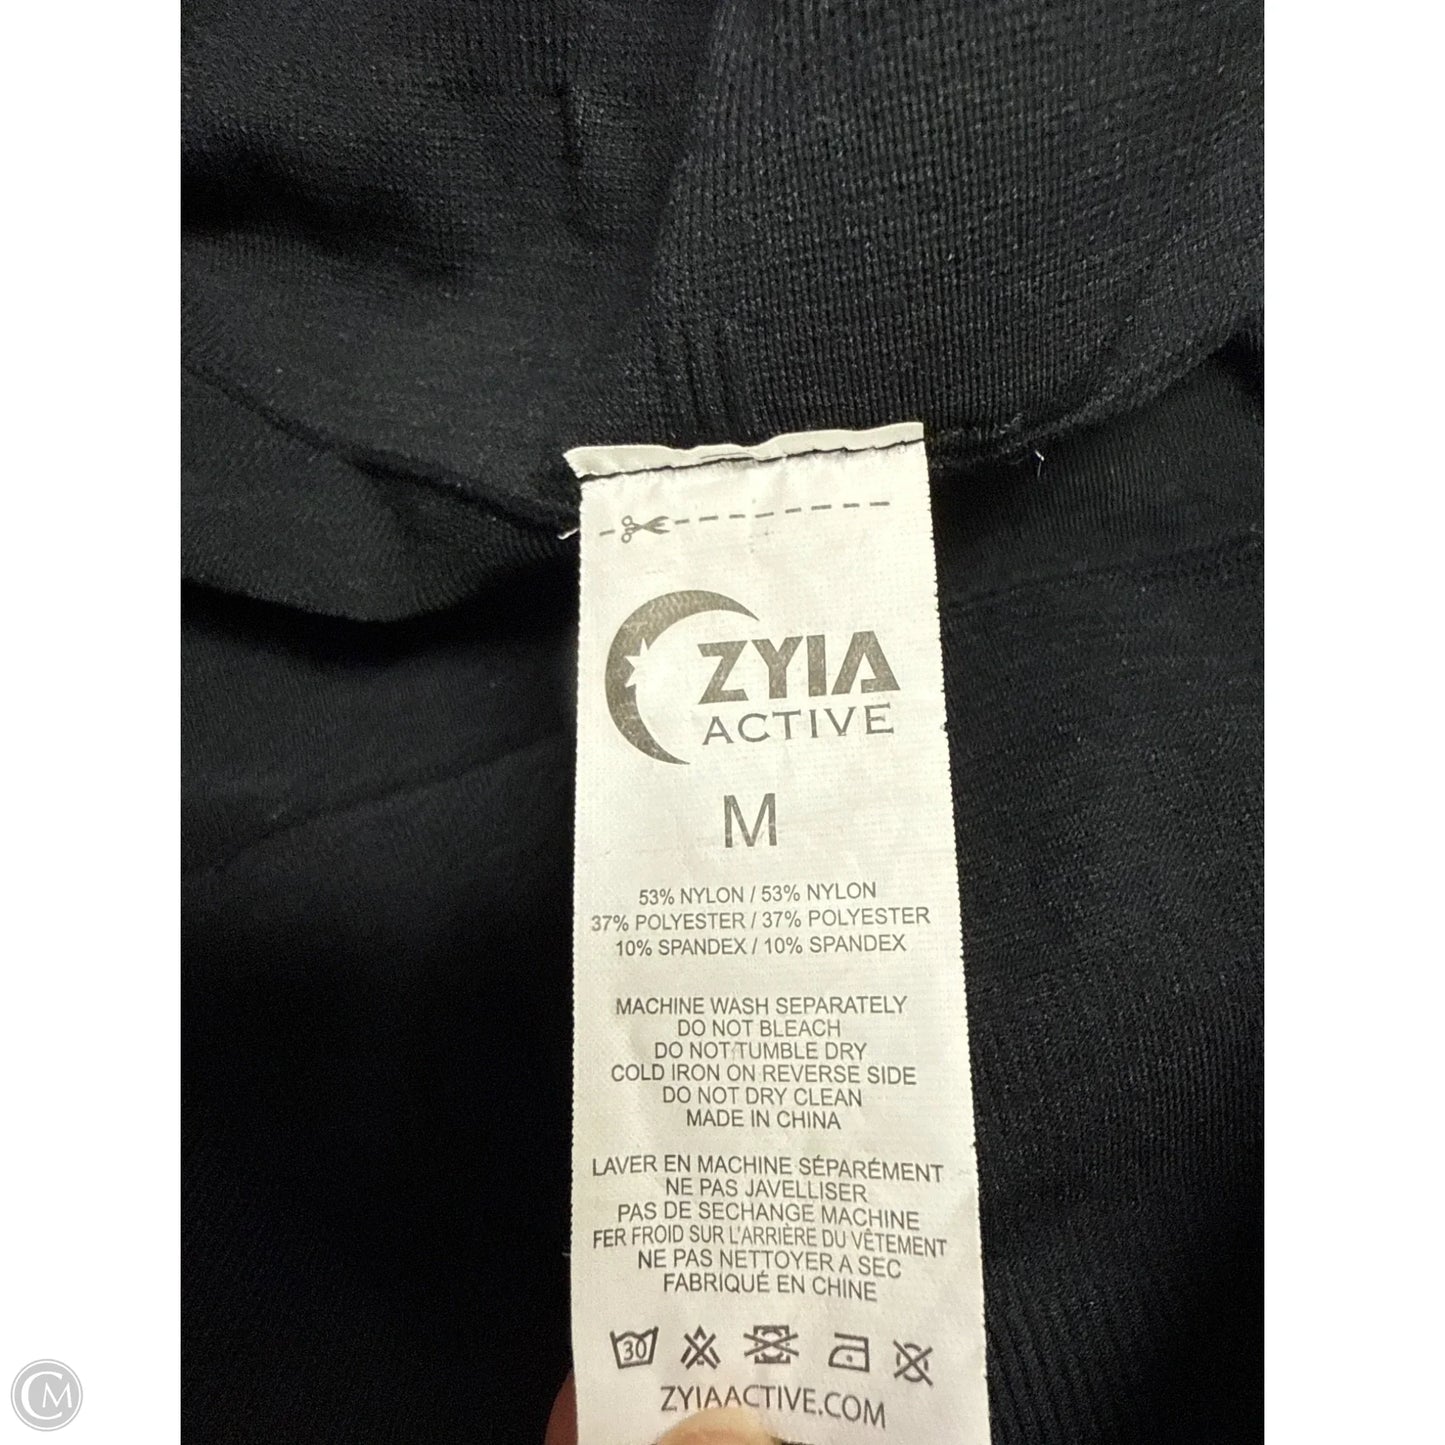 ZYIA
ACTIVE
M
53% NYLON / 53% NYLON
37% POLYESTER / 37% POLYESTER
10% SPANDEX / 10% SPANDEX
MACHINE WASH SEPARATELY
DO NOT BLEACH
DO NOT TUMBLE DRY
COLD IRON ON REVERSE SIDE
DO NOT DRY CLEAN
MADE IN CHINA
LAVER EN MACHINE SÉPARÉMENT
NE PAS JAVELLISER
PAS DE SECHANGE MACHINE
FER FROID SUR L'ARRIÈRE DU VÊTEMENT
NE PAS NETTOYER A SEC
FABRIQUÉ EN CHINE
30
ZYIAACTIVE.COM
CM